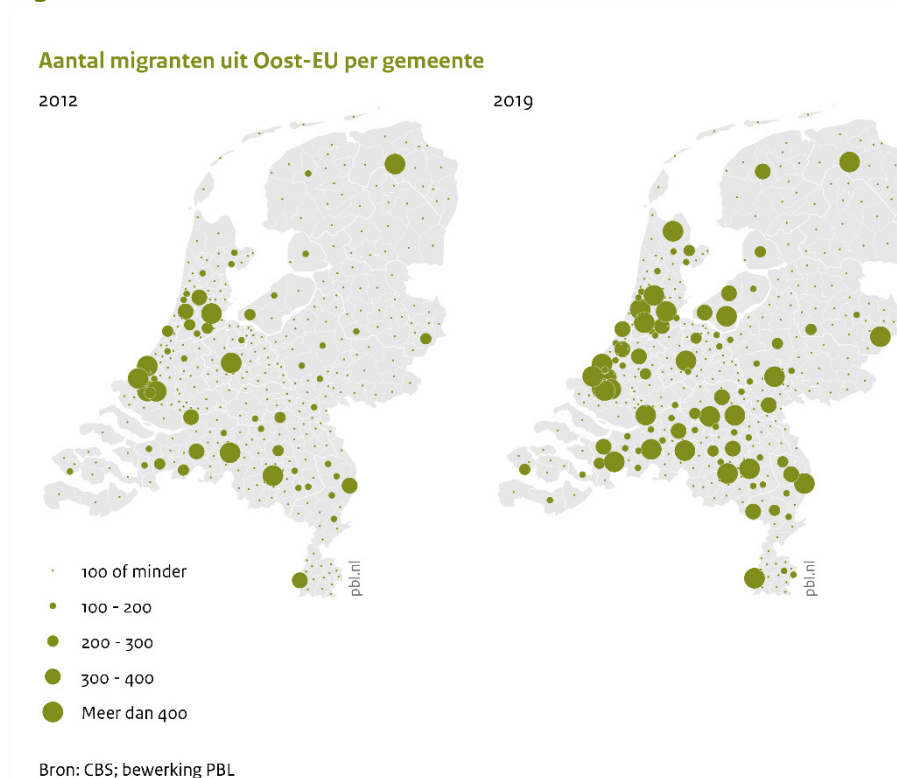 Aantal migranten uit Oost-EU per gemeente
2012
2019
100 of minder
100 - 200
200 - 300
300 - 400
Meer dan 400
pbl.nl
pbl.nl
Bron: CBS; bewerking PBL